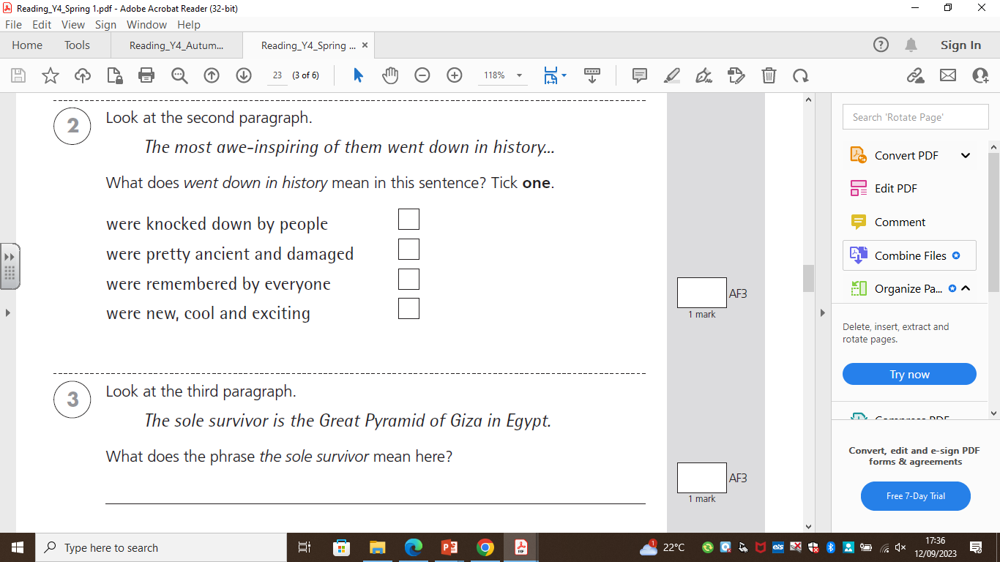 Reading_Y4_Spring 1.pdf - Adobe Acrobat Reader (32-bit)
File Edit View Sign Window Help
Home Tools Reading_Y4_Autum... Reading_Y4_Spring ... × Sign In
23 (3 of 6) 118%
2 Look at the second paragraph.
The most awe-inspiring of them went down in history...
What does went down in history mean in this sentence? Tick one.
were knocked down by people
were pretty ancient and damaged
were remembered by everyone
were new, cool and exciting
AF3
1 mark
3 Look at the third paragraph.
The sole survivor is the Great Pyramid of Giza in Egypt.
What does the phrase the sole survivor mean here?
AF3
1 mark
Search 'Rotate Page'
Convert PDF
Edit PDF
Comment
Combine Files
Organize Pa...
Delete, insert, extract and
rotate pages.
Try now
Compress PDF
Convert, edit and e-sign PDF
forms & agreements
Free 7-Day Trial
Type here to search
1 22°C
eis
17:36
12/09/2023